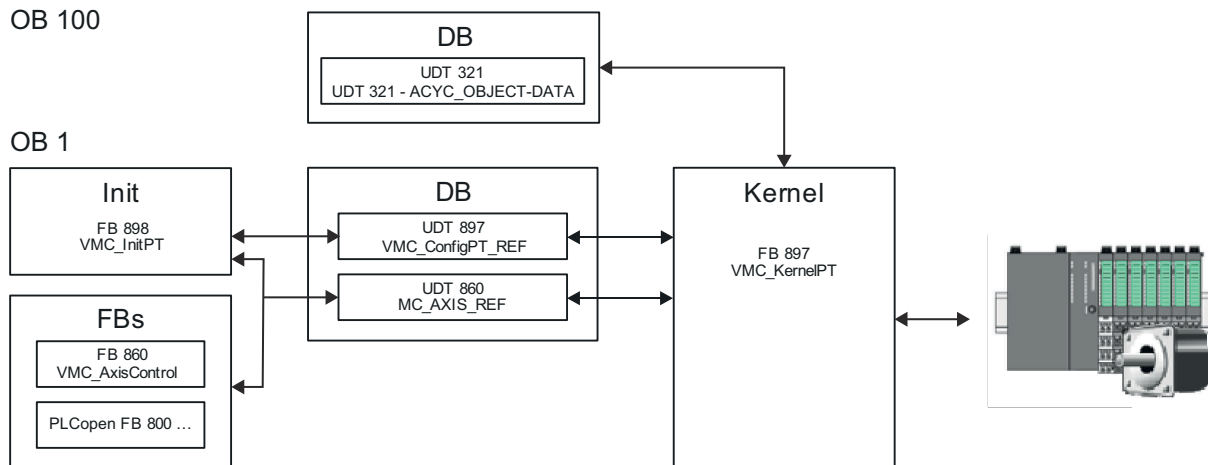 OB 100
DB
UDT 321
UDT 321 - ACYC_OBJECT-DATA
OB 1
Init
FB 898
VMC_InitPT
DB
UDT 897
VMC_ConfigPT_REF
UDT 860
MC_AXIS_REF
Kernel
FB 897
VMC_KernelPT
FBs
FB 860
VMC_AxisControl
PLCopen FB 800 ...